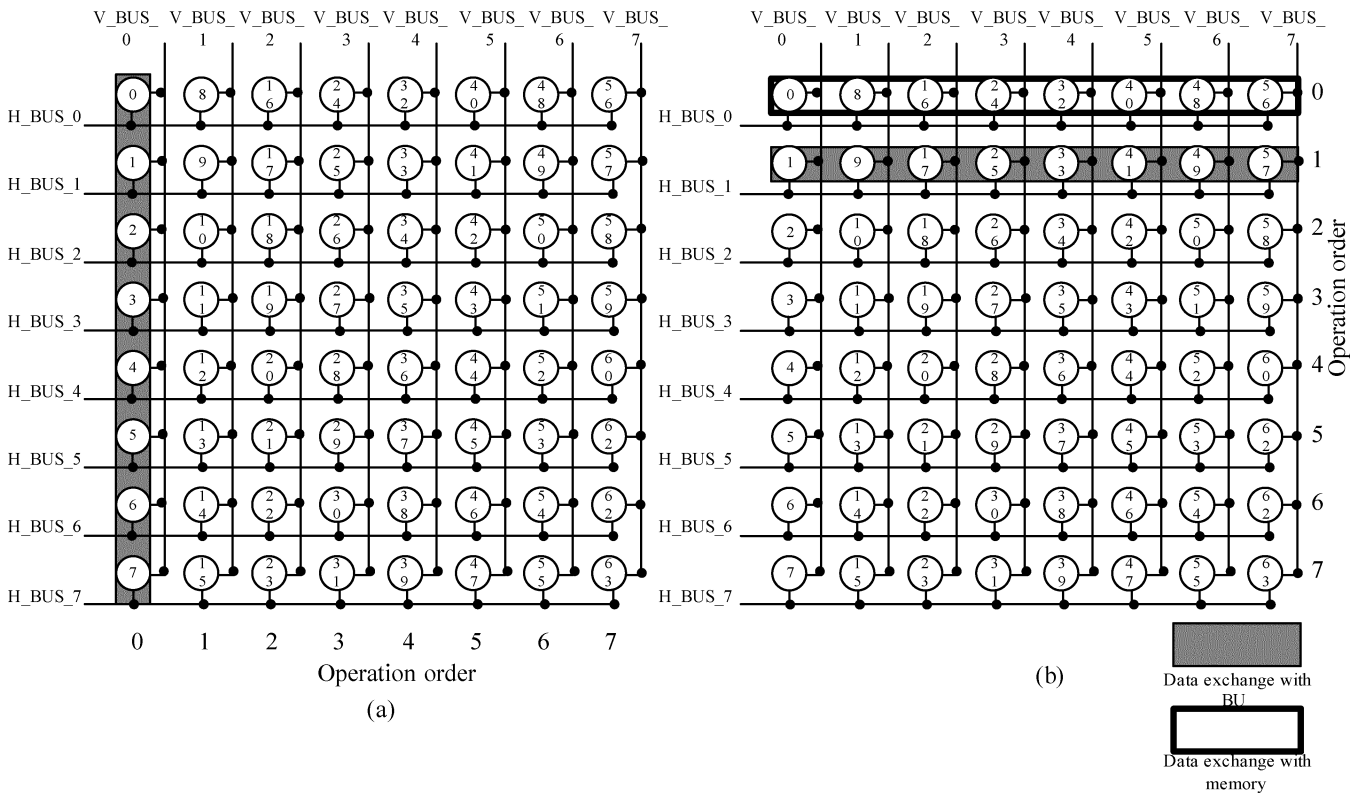 V_BUS_ V_BUS_ V_BUS_ V_BUS_ V_BUS_ V_BUS_ V_BUS_ V_BUS_
0 1 2 3 4 5 6 7
0 8 16 24 32 40 48 56
H_BUS_0
1 9 17 25 33 41 49 57
H_BUS_1
2 10 18 26 34 42 50 58
H_BUS_2
3 11 19 27 35 43 51 59
H_BUS_3
4 12 20 28 36 44 52 60
H_BUS_4
5 13 21 29 37 45 53 62
H_BUS_5
6 14 22 30 38 46 54 62
H_BUS_6
7 15 23 31 39 47 55 63
H_BUS_7
0 1 2 3 4 5 6 7
Operation order
(a)
V_BUS_ V_BUS_ V_BUS_ V_BUS_ V_BUS_ V_BUS_ V_BUS_ V_BUS_
0 1 2 3 4 5 6 7
0 8 16 24 32 40 48 56 0
H_BUS_0
1 9 17 25 33 41 49 57 1
H_BUS_1
2 10 18 26 34 42 50 58 2
H_BUS_2
3 11 19 27 35 43 51 59 3
H_BUS_3
4 12 20 28 36 44 52 60 4
H_BUS_4
5 13 21 29 37 45 53 62 5
H_BUS_5
6 14 22 30 38 46 54 62 6
H_BUS_6
7 15 23 31 39 47 55 63 7
H_BUS_7
Operation order
(b)
Data exchange with
BU
Data exchange with
memory